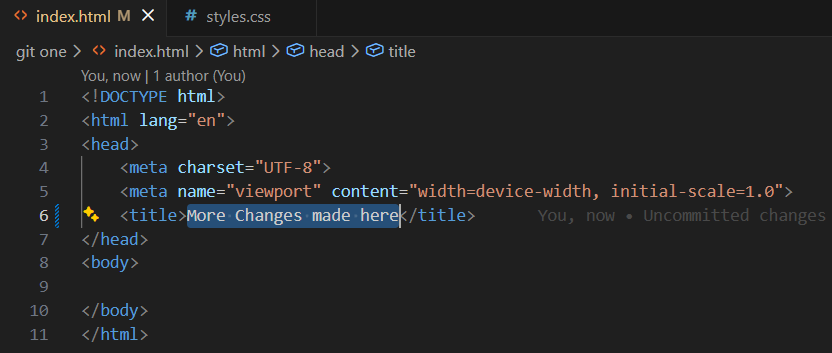 index.html M
styles.css
git one > index.html > html > head > title
You, now | 1 author (You)
1 <!DOCTYPE html>
2 <html lang="en">
3 <head>
4 <meta charset="UTF-8">
5 <meta name="viewport" content="width=device-width, initial-scale=1.0">
6 <title>More Changes made here</title> You, now • Uncommitted changes
7 </head>
8 <body>
9
10 </body>
11 </html>